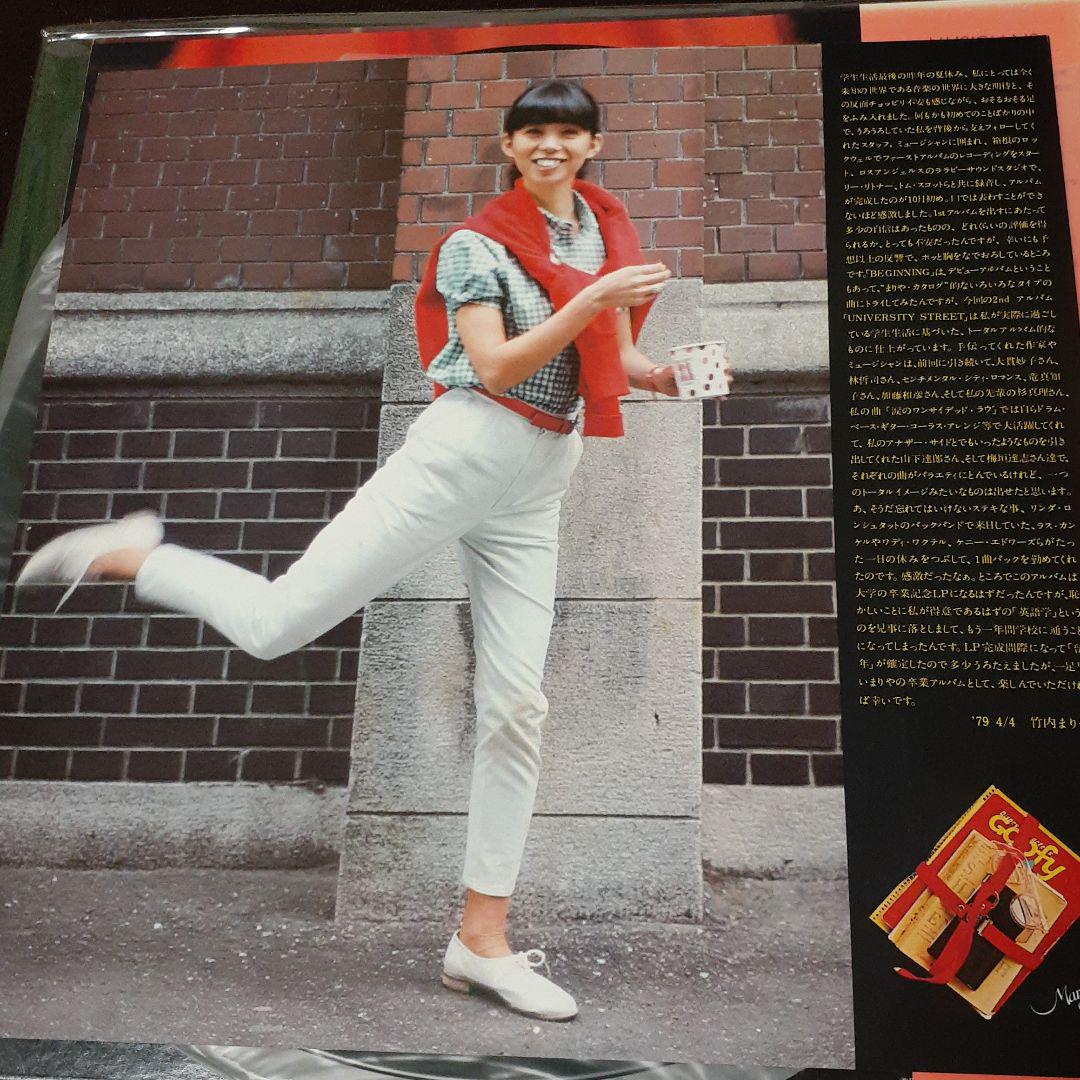 学生生活最後の昨年の夏休み、私にとっては全く
未知の世界である音楽の世界に大きな期待と、そ
の反面チョッピリ不安も感じながら、おそるおそる足
をふみ入れました。何もかも初めてのことばかりの中
で、うろうろしていた私を背後から支えフォローしてく
れたスタッフ、ミュージシャンに囲まれ、箱根のロッ
クウェルでファーストアルバムのレコーディングをスター
ト、ロスアンジェルスのララビーサウンドスタジオで、
リー・リトナー、トム・スコットらと共に録音し、アルバム
が完成したのが10月初め。口では表わすことができ
ないほど感激しました。1stアルバムを出すにあたって
多少の自信はあったものの、どれくらいの評価を得
られるか、とっても不安だったんですが、幸いにも予
想以上の反響で、ホッと胸をなでおろしているところ
です。「BEGINNING」は、デビューアルバムということ
もあって、“まりや・カタログ”的ないろいろなタイプの
曲にトライしてみたんですが、今回の2nd アルバム
「UNIVERSITY STREET」は私が実際に過ごし
ている学生生活に基づいた、トータルアルバム的な
ものに仕上がっています。手伝ってくれた作家や
ミュージシャンは、前回に引き続いて、大貫妙子さん、
林哲司さん、センチメンタル・シティ・ロマンス、竜真知
子さん、加藤和彦さん、そして私の先輩の杉真理さん、
私の曲「涙のワンサイデッド・ラヴ」では自らドラム・
ベース・ギター・コーラス・アレンジ等で大活躍してくれ
て、私のアナザー・サイドとでもいったようなものを引き
出してくれた山下達郎さん、そして梅垣達志さん達で、
それぞれの曲がバラエティにとんでいるけれど、一つ
のトータルイメージみたいなものは出せたと思います。
あ、そうだ忘れてはいけないステキな事、リンダ・ロ
ンシュタットのバックバンドで来日していた、ラス・カン
ケルやワディ・ワクテル、ケニー・エドワーズらがたっ
た一日の休みをつぶして、1曲バックを勤めてくれ
たのです。感激だったなぁ。ところでこのアルバムは
大学の卒業記念LPになるはずだったんですが、恥
かしいことに私が得意であるはずの「英語学」という
のを見事に落としまして、もう一年間学校に通うこと
になってしまったんです。LP完成間際になって「留
年」が確定したので多少うろたえましたが、一足早
いまりやの卒業アルバムとして、楽しんでいただけれ
ば幸いです。
'79 4/4 竹内まりや
Goofy